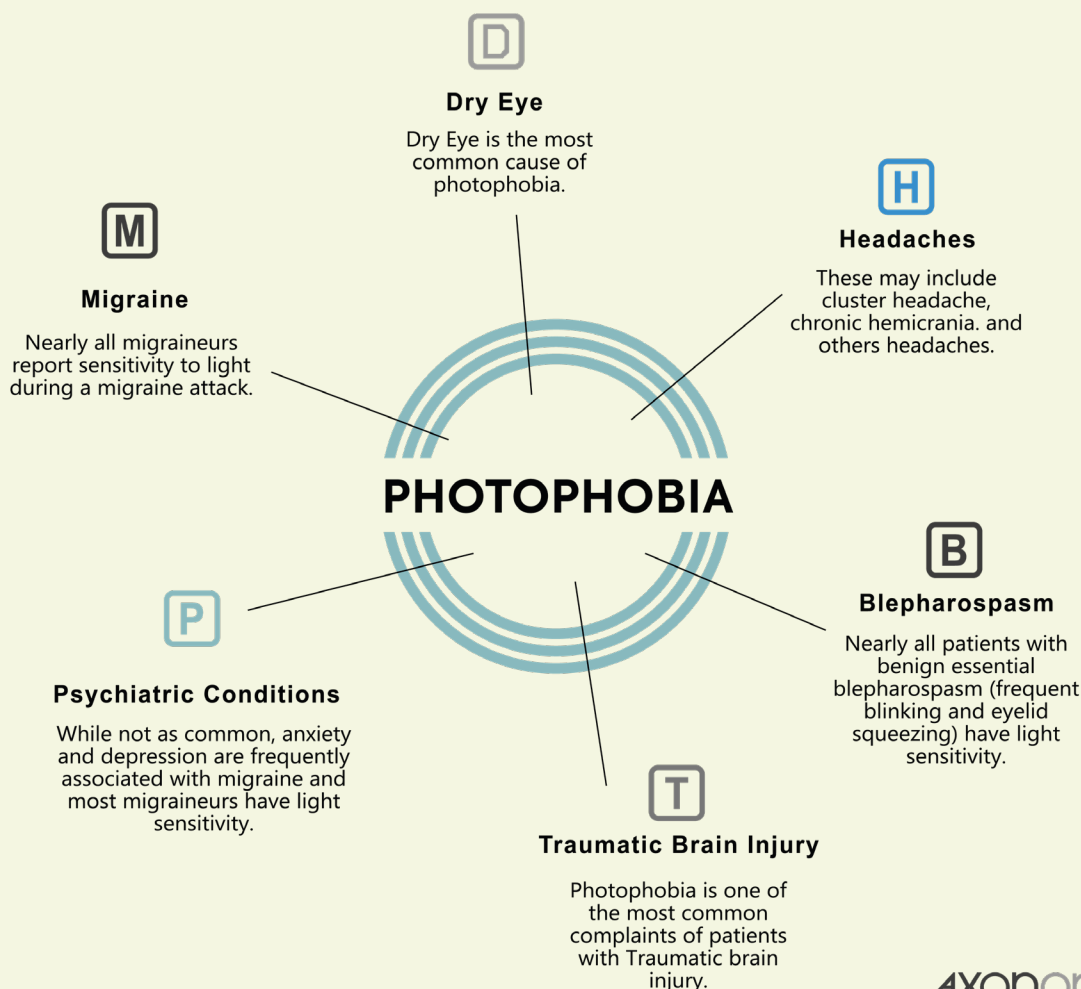 D
Dry Eye
Dry Eye is the most
common cause of
photophobia.
H
Headaches
These may include
cluster headache,
chronic hemicrania. and
others headaches.
M
Migraine
Nearly all migraineurs
report sensitivity to light
during a migraine attack.
PHOTOPHOBIA
B
Blepharospasm
Nearly all patients with
benign essential
blepharospasm (frequent
blinking and eyelid
squeezing) have light
sensitivity.
P
Psychiatric Conditions
While not as common, anxiety
and depression are frequently
associated with migraine and
most migraineurs have light
sensitivity.
T
Traumatic Brain Injury
Photophobia is one of
the most common
complaints of patients
with Traumatic brain
injury.